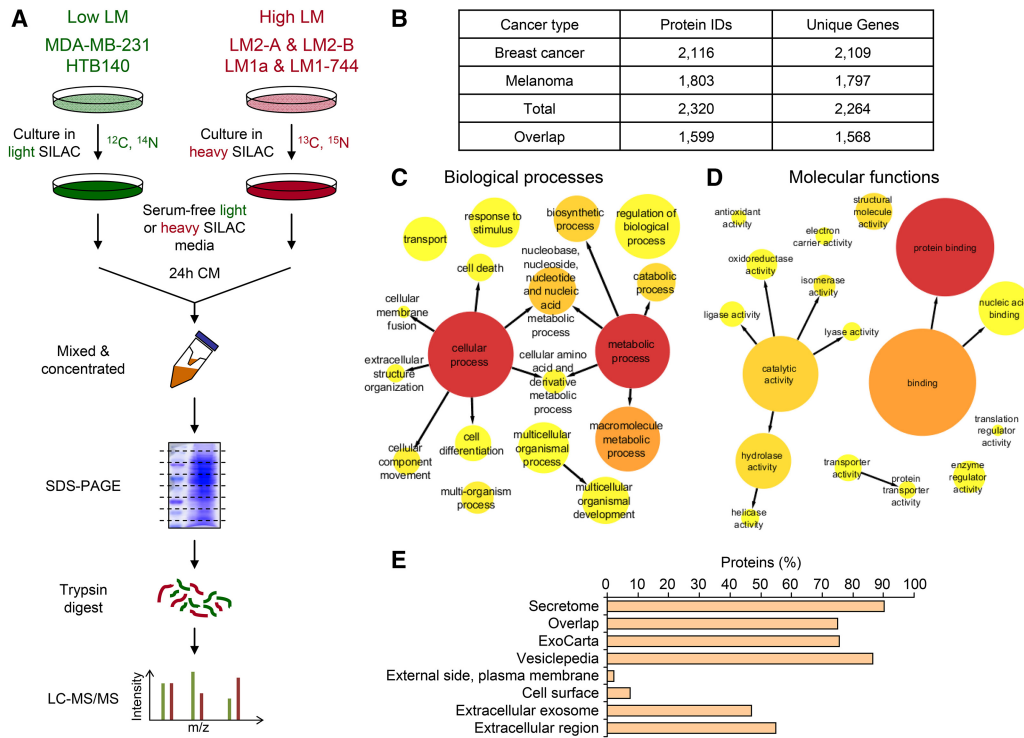 A
Low LM
High LM
MDA-MB-231
HTB140
LM2-A & LM2-B
LM1a & LM1-744
Culture in
light SILAC
12C, 14N
Culture in
heavy SILAC
13C, 15N
Serum-free light
or heavy SILAC
media
24h CM
Mixed &
concentrated
SDS-PAGE
Trypsin
digest
LC-MS/MS
Intensity
m/z
B
Cancer type Protein IDs Unique Genes
Breast cancer 2,116 2,109
Melanoma 1,803 1,797
Total 2,320 2,264
Overlap 1,599 1,568
C
Biological processes
transport
response to
stimulus
biosynthetic
process
regulation of
biological
process
cell death
nucleobase,
nucleoside,
nucleotide
and nucleic
acid
metabolic
process
catabolic
process
cellular
membrane
fusion
cellular
process
metabolic
process
extracellular
structure
organization
cellular amino
acid and
derivative
metabolic
process
cellular
component
movement
cell
differentiation
multicellular
organismal
process
macromolecule
metabolic
process
multi-organism
process
multicellular
organismal
development
D
Molecular functions
antioxidant
activity
structural
molecule
activity
electron
carrier activity
protein binding
oxidoreductase
activity
isomerase
activity
nucleic acid
binding
ligase activity
lyase activity
catalytic
activity
binding
translation
regulator
activity
hydrolase
activity
transporter
activity
protein
transporter
activity
enzyme
regulator
activity
helicase
activity
E
Proteins (%)
0 10 20 30 40 50 60 70 80 90 100
Secretome
Overlap
ExoCarta
Vesiclepedia
External side, plasma membrane
Cell surface
Extracellular exosome
Extracellular region